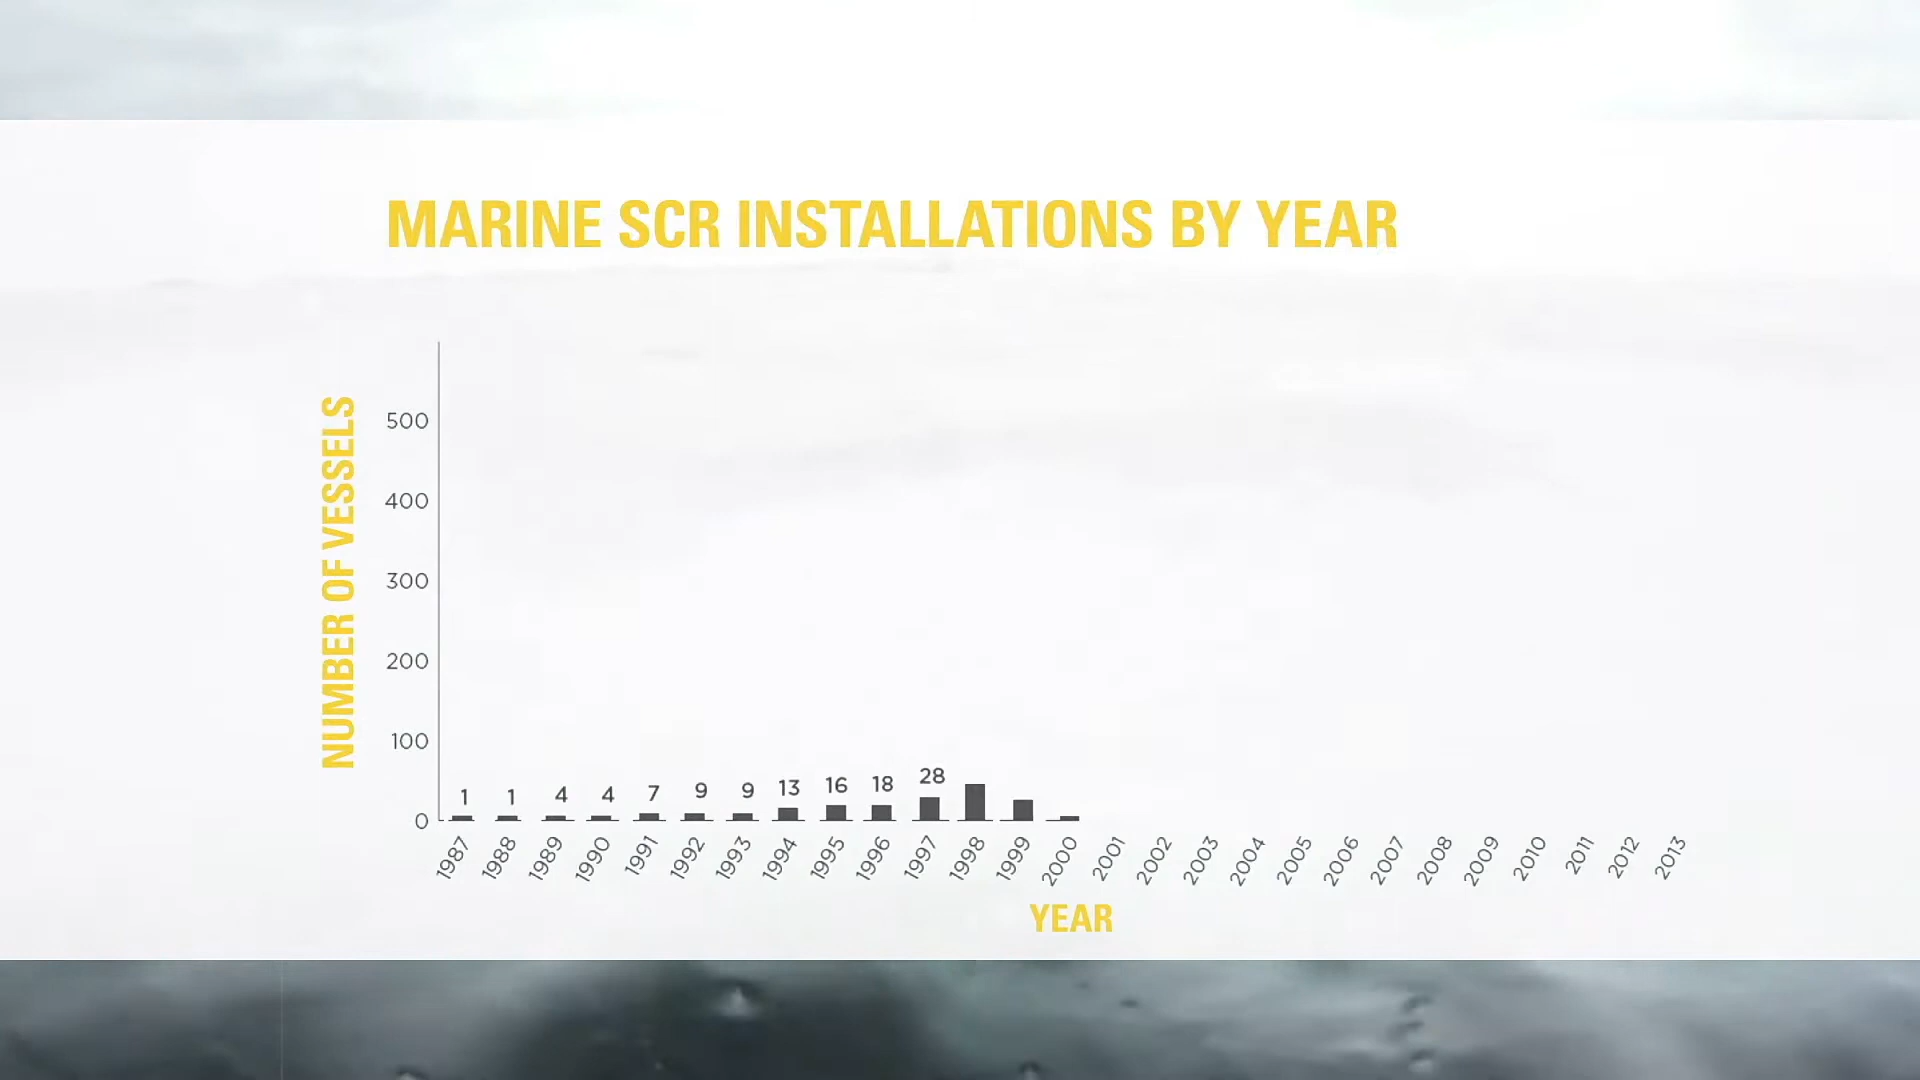 MARINE SCR INSTALLATIONS BY YEAR
NUMBER OF VESSELS
500
400
300
200
100
0
1 1 4 4 7 9 9 13 16 18 28
1987 1988 1989 1990 1991 1992 1993 1994 1995 1996 1997 1998 1999 2000 2001 2002 2003 2004 2005 2006 2007 2008 2009 2010 2011 2012 2013
YEAR